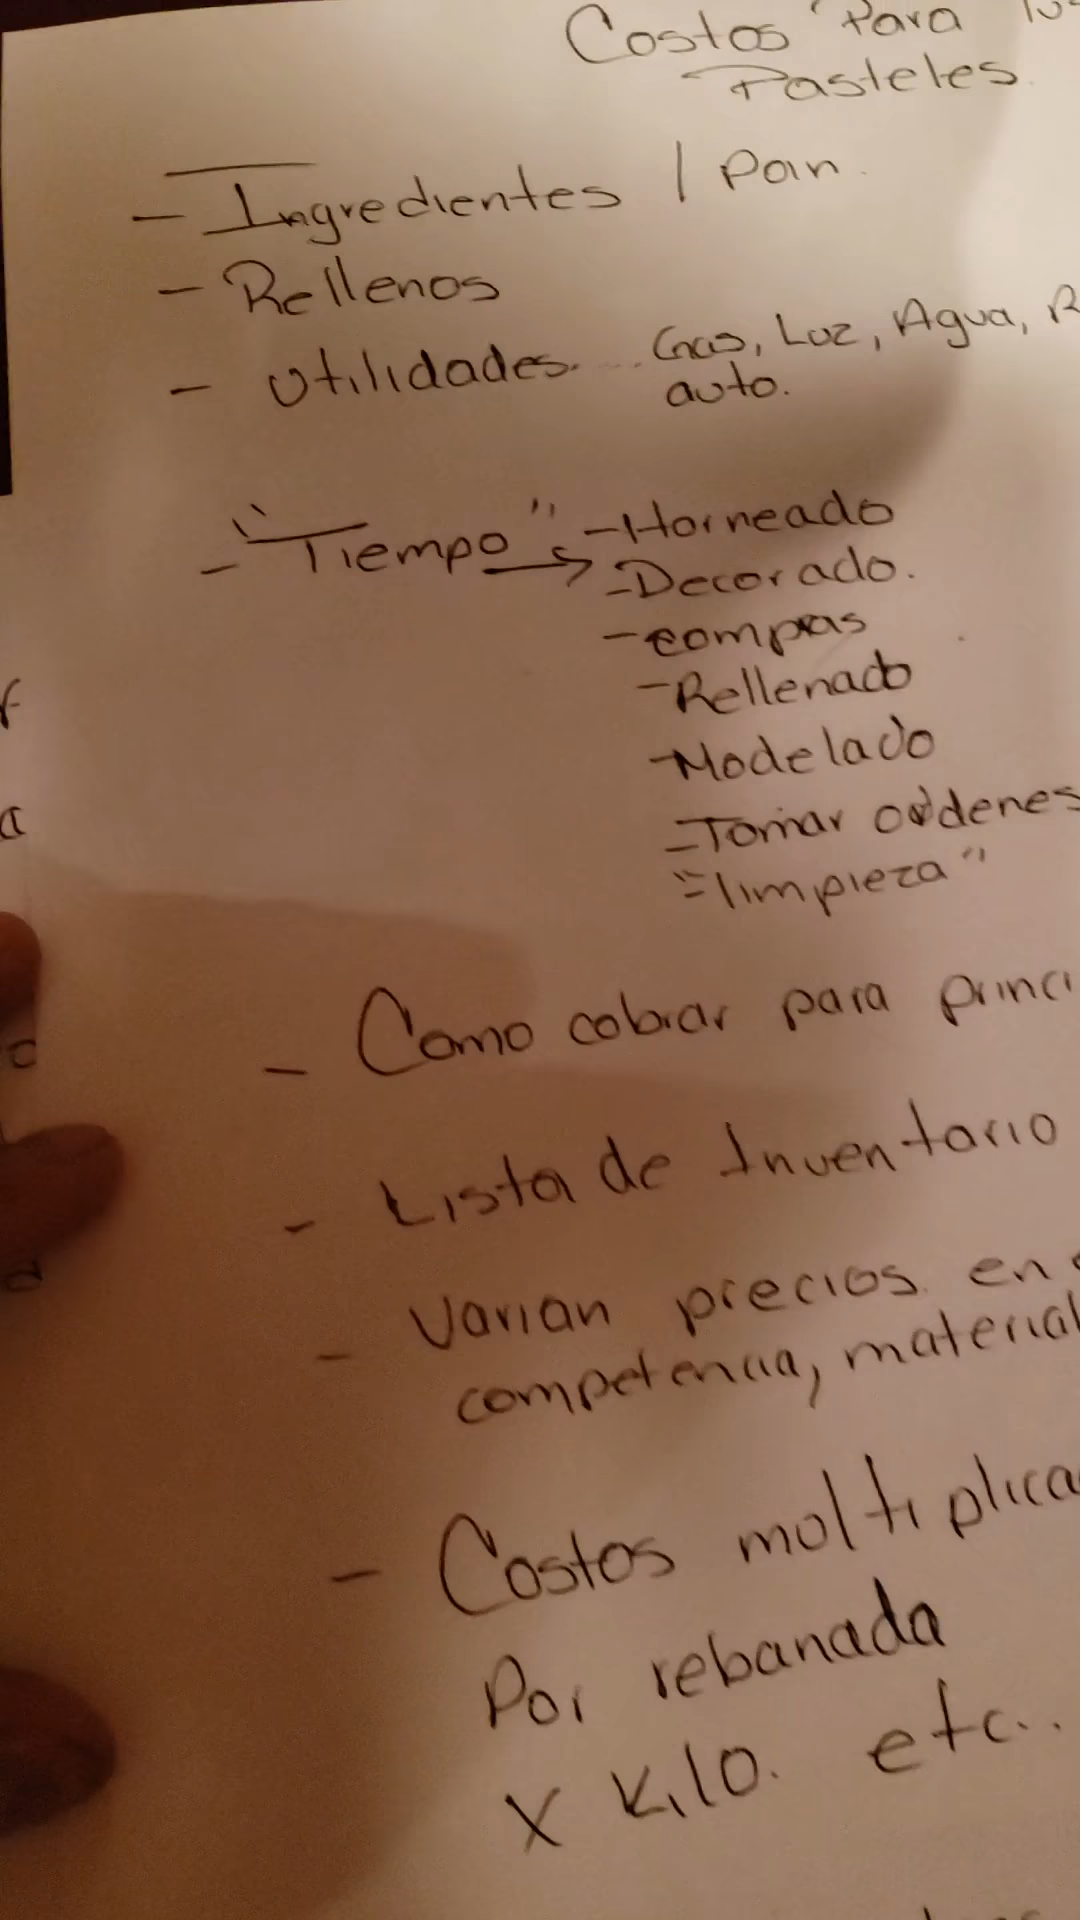 Costos Para
Pasteles.
- Ingredientes / Pan.
- Rellenos
- Utilidades.... Gas, Luz, Agua,
auto.
- "Tiempo" → - Horneado
- Decorado.
- compras
- Rellenado
- Modelado
- Tomar ordenes
- "limpieza"
- Como cobrar para princi
- Lista de Inventario
- Varian precios. en
competencia, material
- Costos multiplica
Por rebanada
X Kilo. etc..